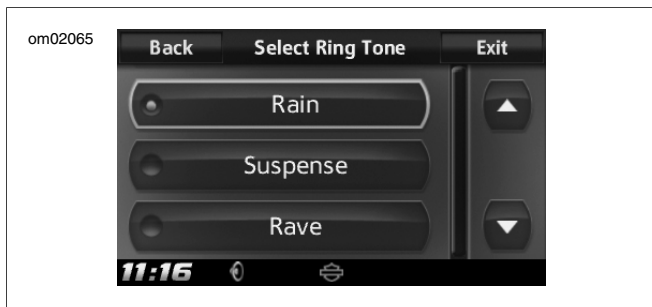 om02065
Back Select Ring Tone Exit
Rain
Suspense
Rave
11:16